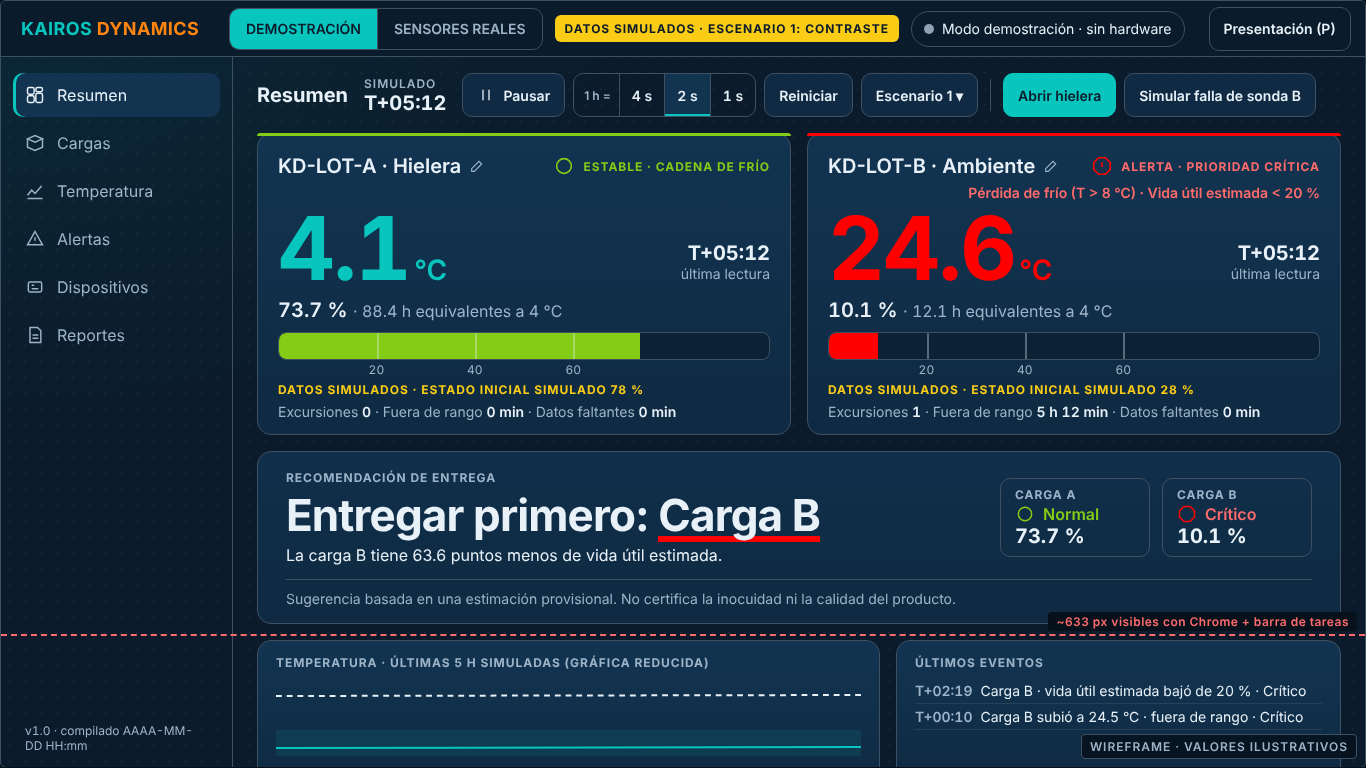 KAIROS DYNAMICS
DEMOSTRACIÓN
SENSORES REALES
DATOS SIMULADOS · ESCENARIO 1: CONTRASTE
Modo demostración · sin hardware
Presentación (P)
Resumen
Cargas
Temperatura
Alertas
Dispositivos
Reportes
v1.0 · compilado AAAA-MM-
DD HH:mm
Resumen
SIMULADO
T+05:12
Pausar
1 h =
4 s
2 s
1 s
Reiniciar
Escenario 1 ▾
Abrir hielera
Simular falla de sonda B
KD-LOT-A · Hielera
ESTABLE · CADENA DE FRÍO
4.1 °C
T+05:12
última lectura
73.7 % · 88.4 h equivalentes a 4 °C
20 40 60
DATOS SIMULADOS · ESTADO INICIAL SIMULADO 78 %
Excursiones 0 · Fuera de rango 0 min · Datos faltantes 0 min
KD-LOT-B · Ambiente
ALERTA · PRIORIDAD CRÍTICA
Pérdida de frío (T > 8 °C) · Vida útil estimada < 20 %
24.6 °C
T+05:12
última lectura
10.1 % · 12.1 h equivalentes a 4 °C
20 40 60
DATOS SIMULADOS · ESTADO INICIAL SIMULADO 28 %
Excursiones 1 · Fuera de rango 5 h 12 min · Datos faltantes 0 min
RECOMENDACIÓN DE ENTREGA
Entregar primero: Carga B
La carga B tiene 63.6 puntos menos de vida útil estimada.
CARGA A
Normal
73.7 %
CARGA B
Crítico
10.1 %
Sugerencia basada en una estimación provisional. No certifica la inocuidad ni la calidad del producto.
~633 px visibles con Chrome + barra de tareas
TEMPERATURA · ÚLTIMAS 5 H SIMULADAS (GRÁFICA REDUCIDA)
ÚLTIMOS EVENTOS
T+02:19 Carga B · vida útil estimada bajó de 20 % · Crítico
T+00:10 Carga B subió a 24.5 °C · fuera de rango · Crítico
WIREFRAME · VALORES ILUSTRATIVOS